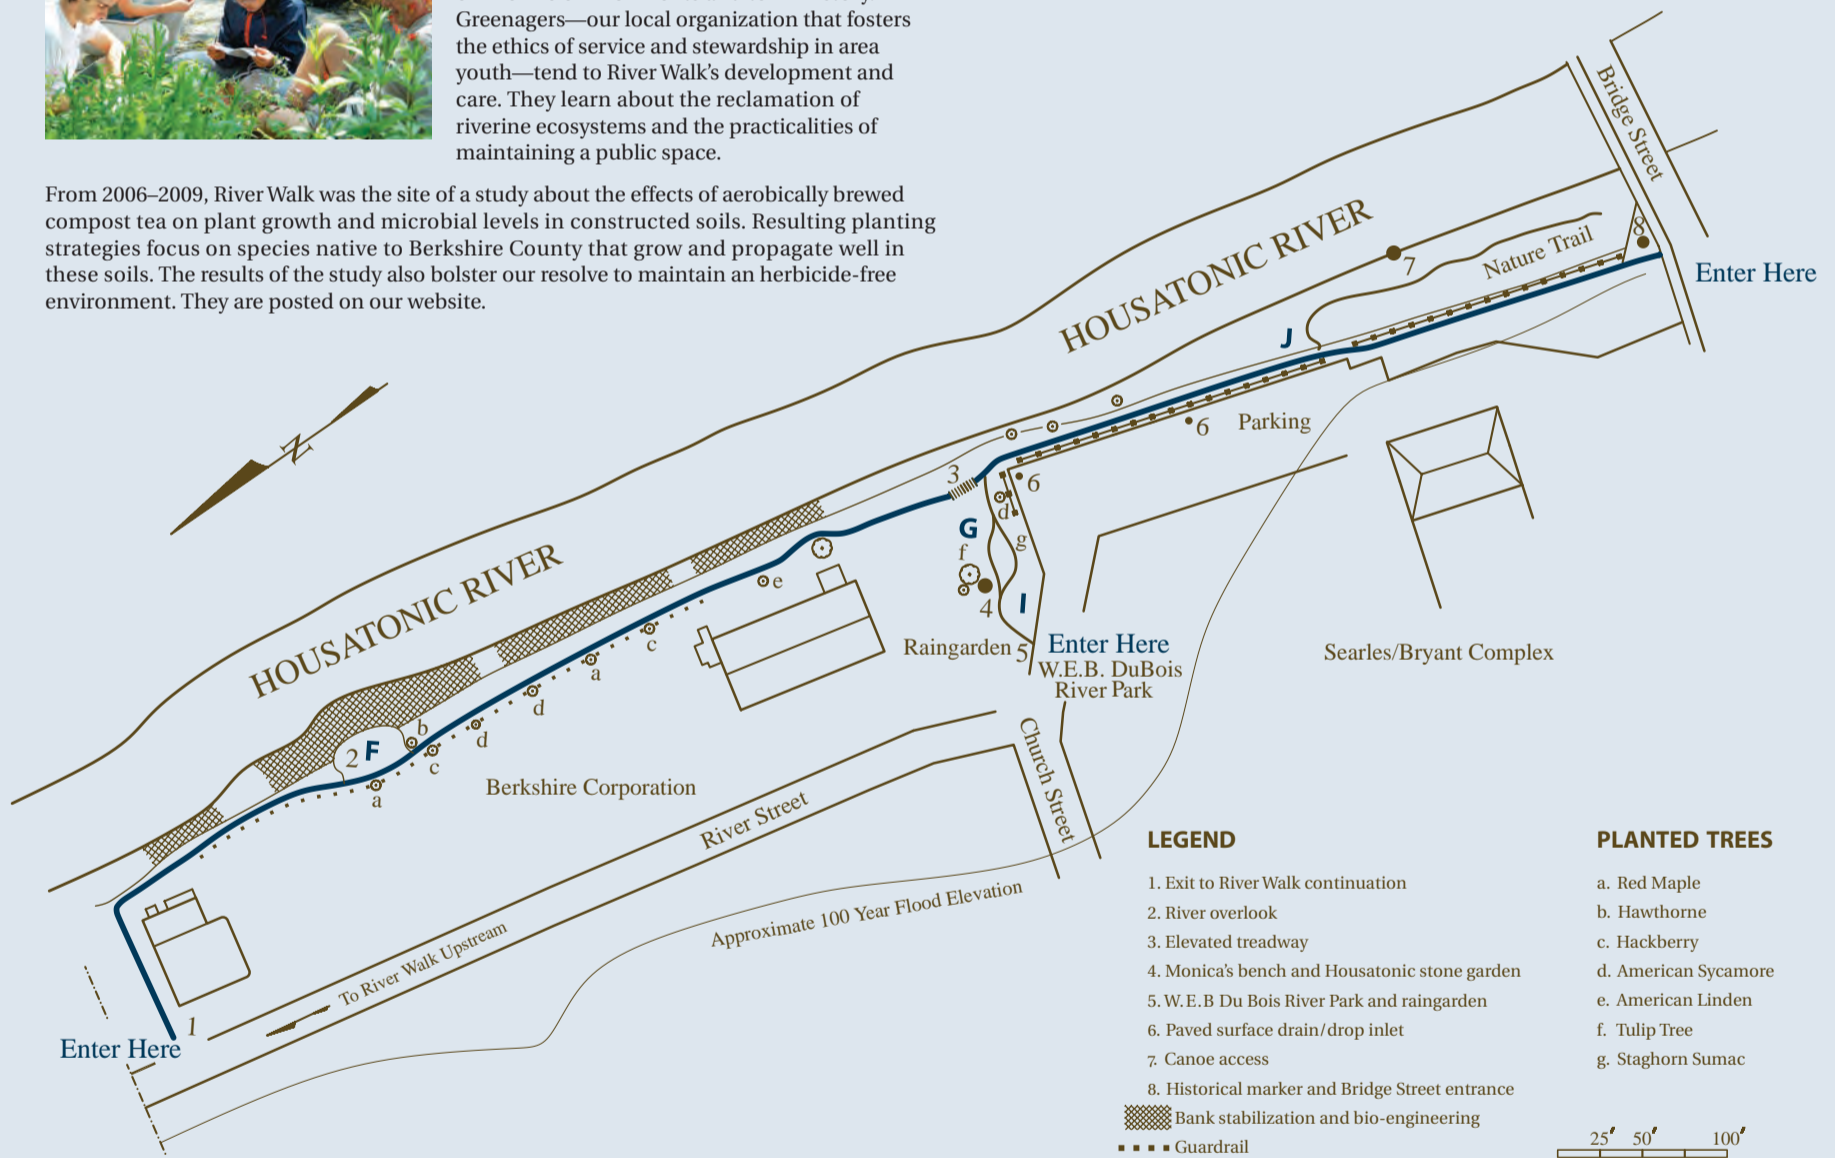 Greenagers—our local organization that fosters
the ethics of service and stewardship in area
youth—tend to River Walk's development and
care. They learn about the reclamation of
riverine ecosystems and the practicalities of
maintaining a public space.
From 2006–2009, River Walk was the site of a study about the effects of aerobically brewed
compost tea on plant growth and microbial levels in constructed soils. Resulting planting
strategies focus on species native to Berkshire County that grow and propagate well in
these soils. The results of the study also bolster our resolve to maintain an herbicide-free
environment. They are posted on our website.
Bridge Street
8
Enter Here
HOUSATONIC RIVER
7
Nature Trail
J
6
Parking
N
3
6
d
G
f
g
4
I
HOUSATONIC RIVER
e
c
a
d
d
b
c
2
F
a
Raingarden
5
Enter Here
W.E.B. DuBois
River Park
Searles/Bryant Complex
Berkshire Corporation
River Street
Church Street
Approximate 100 Year Flood Elevation
To River Walk Upstream
1
Enter Here
LEGEND
1. Exit to River Walk continuation
2. River overlook
3. Elevated treadway
4. Monica's bench and Housatonic stone garden
5. W.E.B Du Bois River Park and raingarden
6. Paved surface drain/drop inlet
7. Canoe access
8. Historical marker and Bridge Street entrance
Bank stabilization and bio-engineering
Guardrail
PLANTED TREES
a. Red Maple
b. Hawthorne
c. Hackberry
d. American Sycamore
e. American Linden
f. Tulip Tree
g. Staghorn Sumac
25′ 50′ 100′